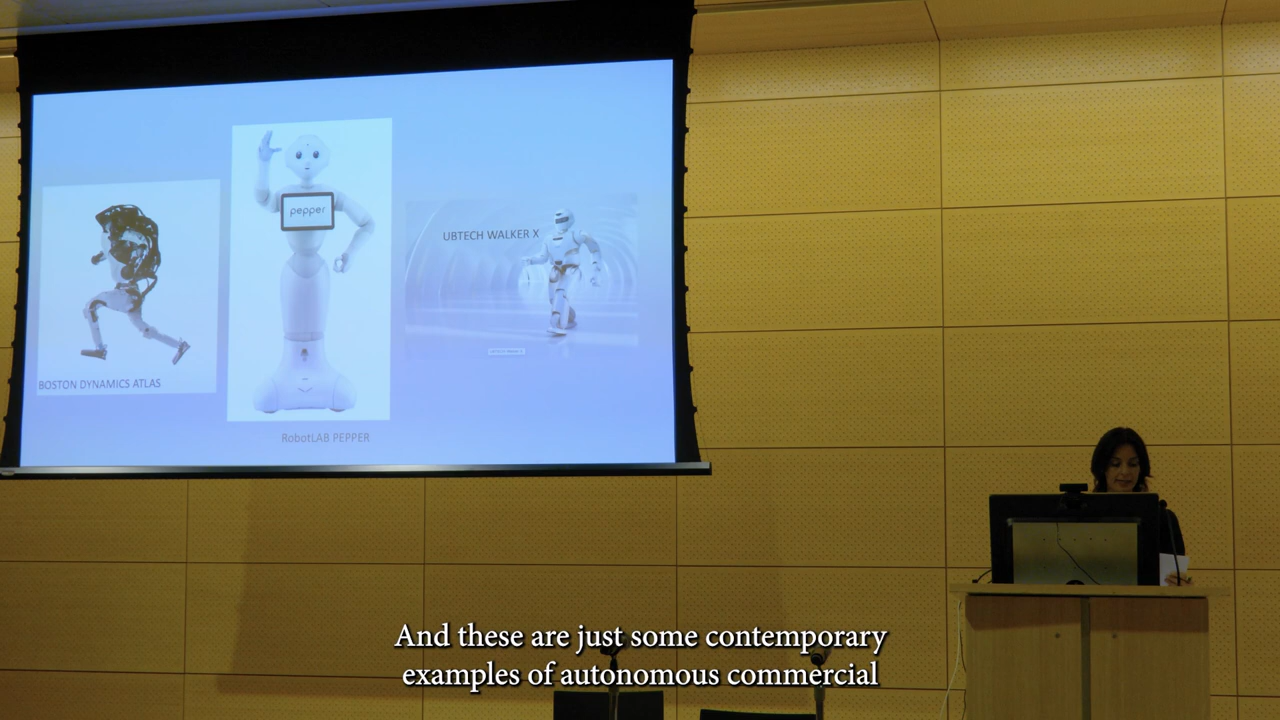 pepper
UBTECH WALKER X
BOSTON DYNAMICS ATLAS
RobotLAB PEPPER
And these are just some contemporary
examples of autonomous commercial